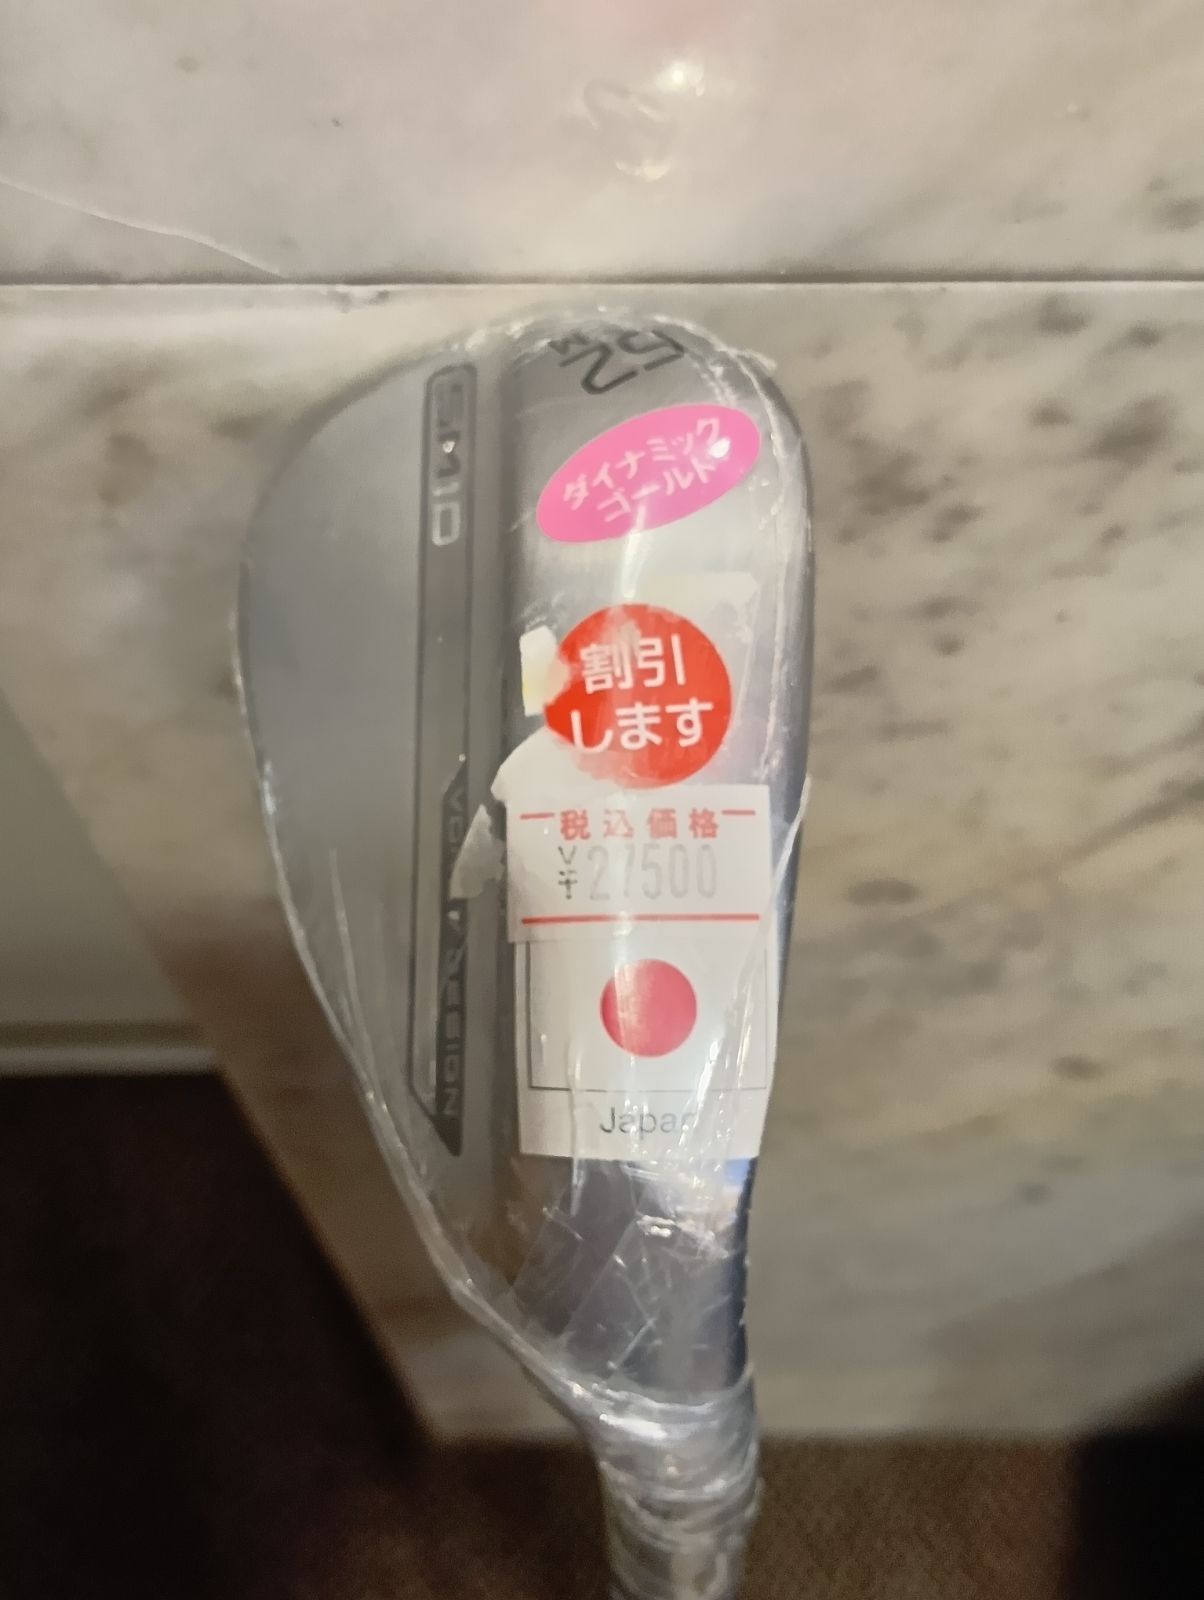 52
M
SM10
ダイナミック
ゴールド
割引
します
税込価格
¥27500
Japan